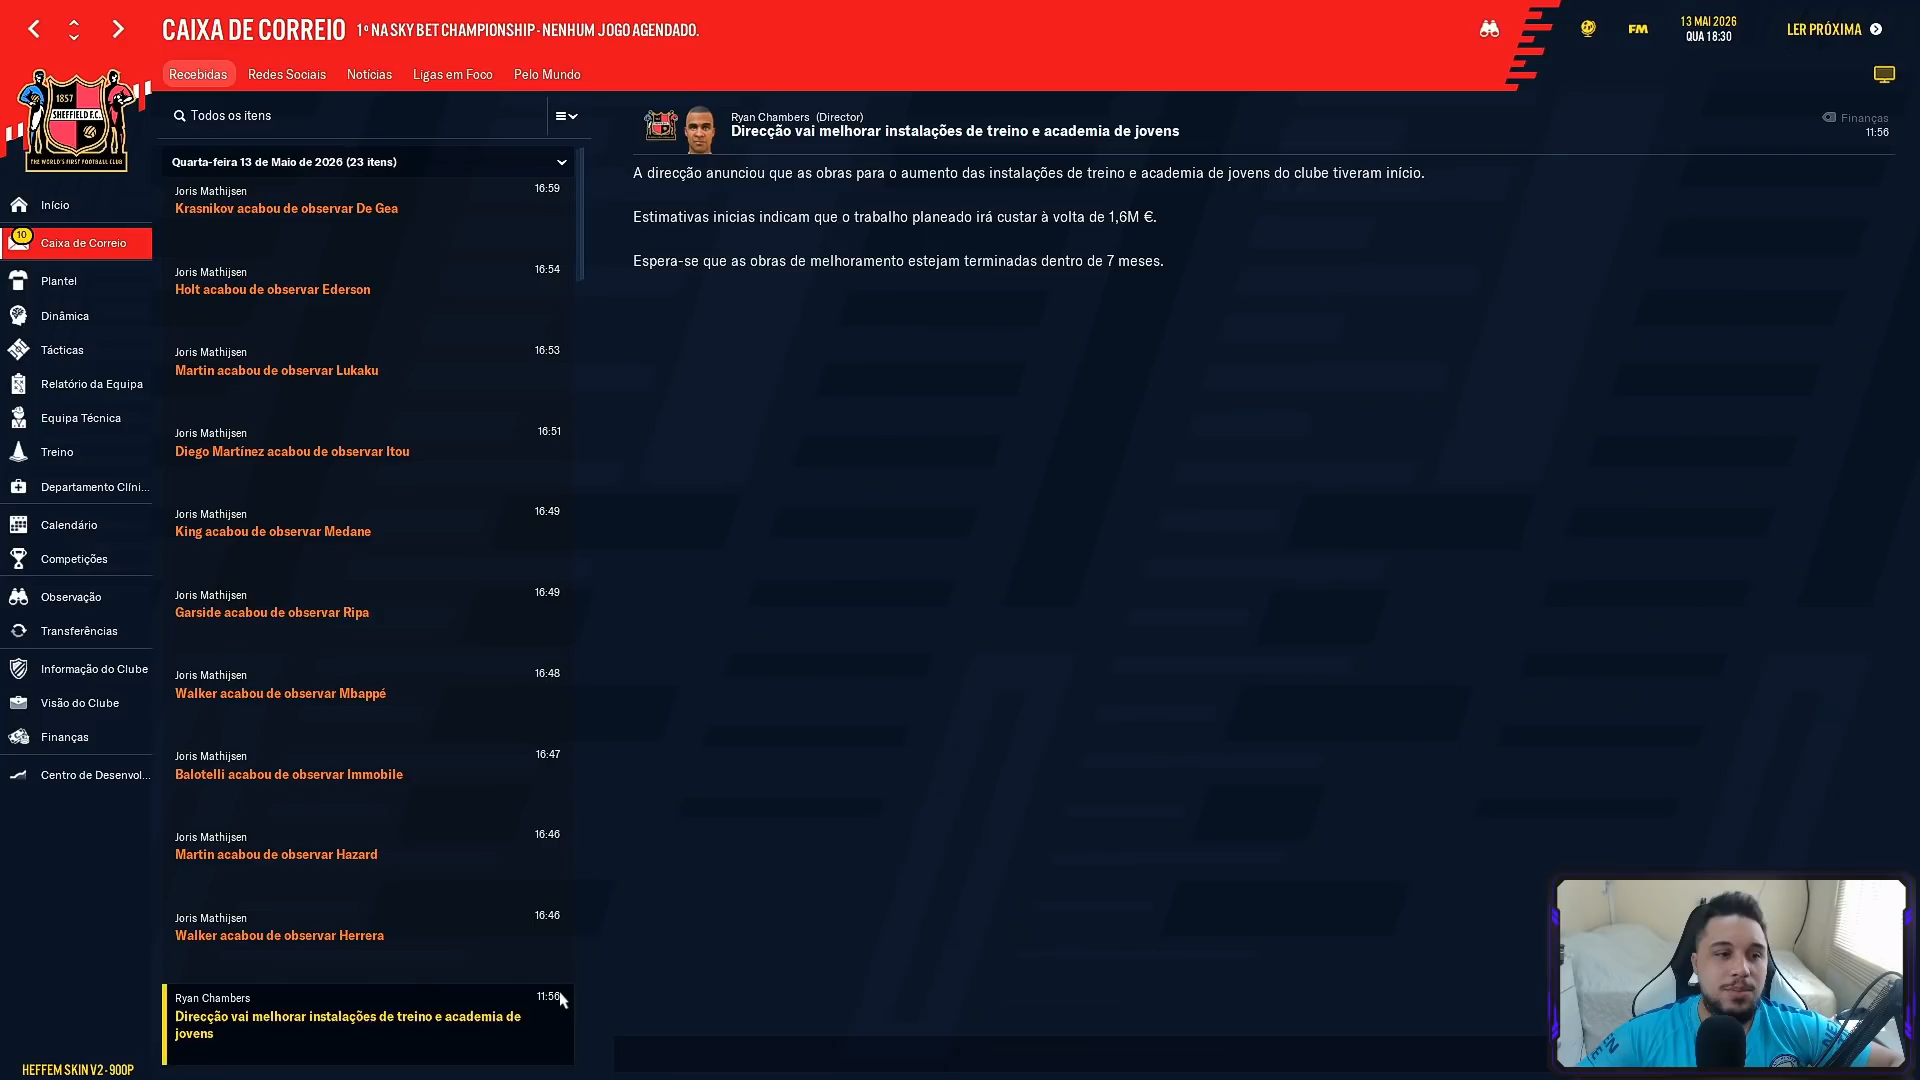 CAIXA DE CORREIO
1º NA SKY BET CHAMPIONSHIP - NENHUM JOGO AGENDADO.
FM
13 MAI 2026
QUA 18:30
LER PRÓXIMA
Recebidas
Redes Sociais
Notícias
Ligas em Foco
Pelo Mundo
1857
SHEFFIELD F.C.
THE WORLD'S FIRST FOOTBALL CLUB
Início
10
Caixa de Correio
Plantel
Dinâmica
Tácticas
Relatório da Equipa
Equipa Técnica
Treino
Departamento Clíni...
Calendário
Competições
Observação
Transferências
Informação do Clube
Visão do Clube
Finanças
Centro de Desenvol...
HEFFEM SKIN V2 - 900P
Todos os itens
Quarta-feira 13 de Maio de 2026 (23 itens)
Joris Mathijsen
16:59
Krasnikov acabou de observar De Gea
Joris Mathijsen
16:54
Holt acabou de observar Ederson
Joris Mathijsen
16:53
Martin acabou de observar Lukaku
Joris Mathijsen
16:51
Diego Martínez acabou de observar Itou
Joris Mathijsen
16:49
King acabou de observar Medane
Joris Mathijsen
16:49
Garside acabou de observar Ripa
Joris Mathijsen
16:48
Walker acabou de observar Mbappé
Joris Mathijsen
16:47
Balotelli acabou de observar Immobile
Joris Mathijsen
16:46
Martin acabou de observar Hazard
Joris Mathijsen
16:46
Walker acabou de observar Herrera
Ryan Chambers
11:56
Direcção vai melhorar instalações de treino e academia de
jovens
Ryan Chambers (Director)
Direcção vai melhorar instalações de treino e academia de jovens
Finanças
11:56
A direcção anunciou que as obras para o aumento das instalações de treino e academia de jovens do clube tiveram início.
Estimativas inicias indicam que o trabalho planeado irá custar à volta de 1,6M €.
Espera-se que as obras de melhoramento estejam terminadas dentro de 7 meses.